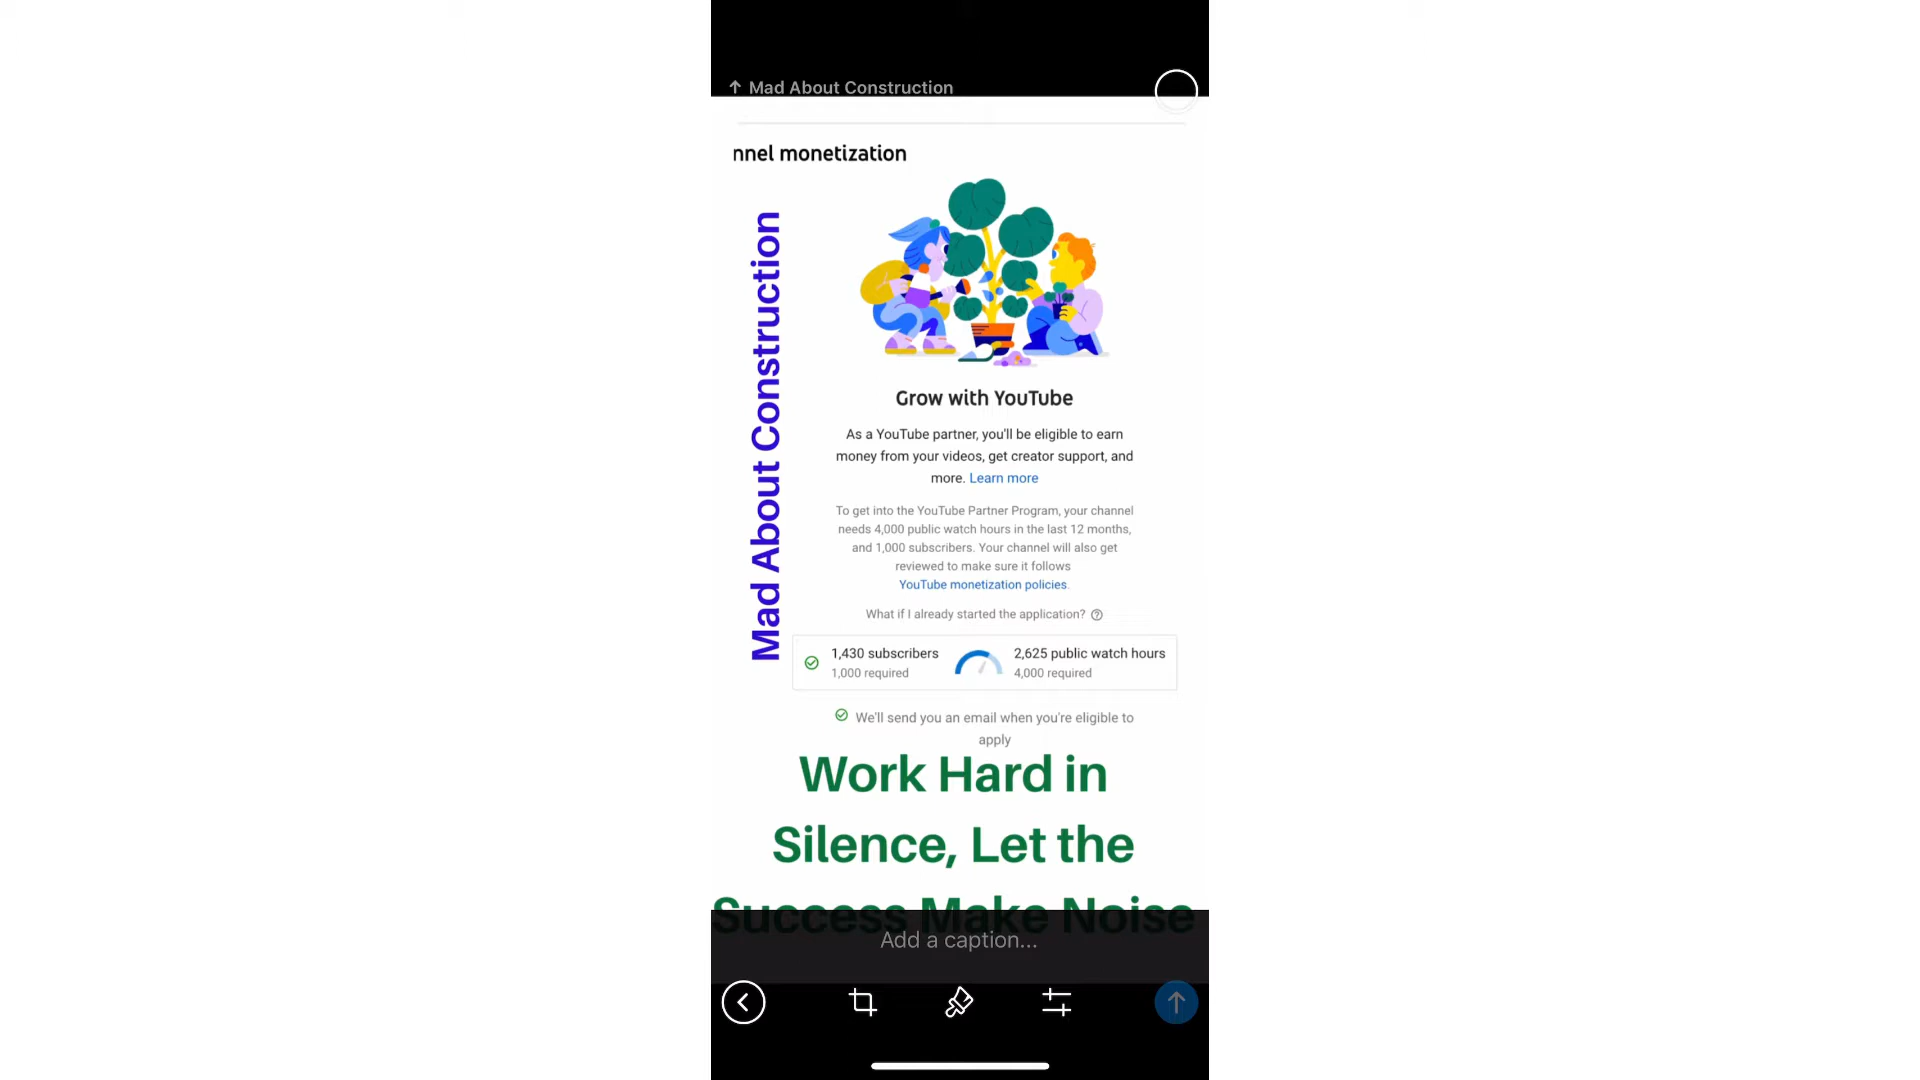 ↑ Mad About Construction
nnel monetization
Mad About Construction
Grow with YouTube
As a YouTube partner, you'll be eligible to earn
money from your videos, get creator support, and
more. Learn more
To get into the YouTube Partner Program, your channel
needs 4,000 public watch hours in the last 12 months,
and 1,000 subscribers. Your channel will also get
reviewed to make sure it follows
YouTube monetization policies.
What if I already started the application?
1,430 subscribers
1,000 required
2,625 public watch hours
4,000 required
We'll send you an email when you're eligible to
apply
Work Hard in
Silence, Let the
Success Make Noise
Add a caption...